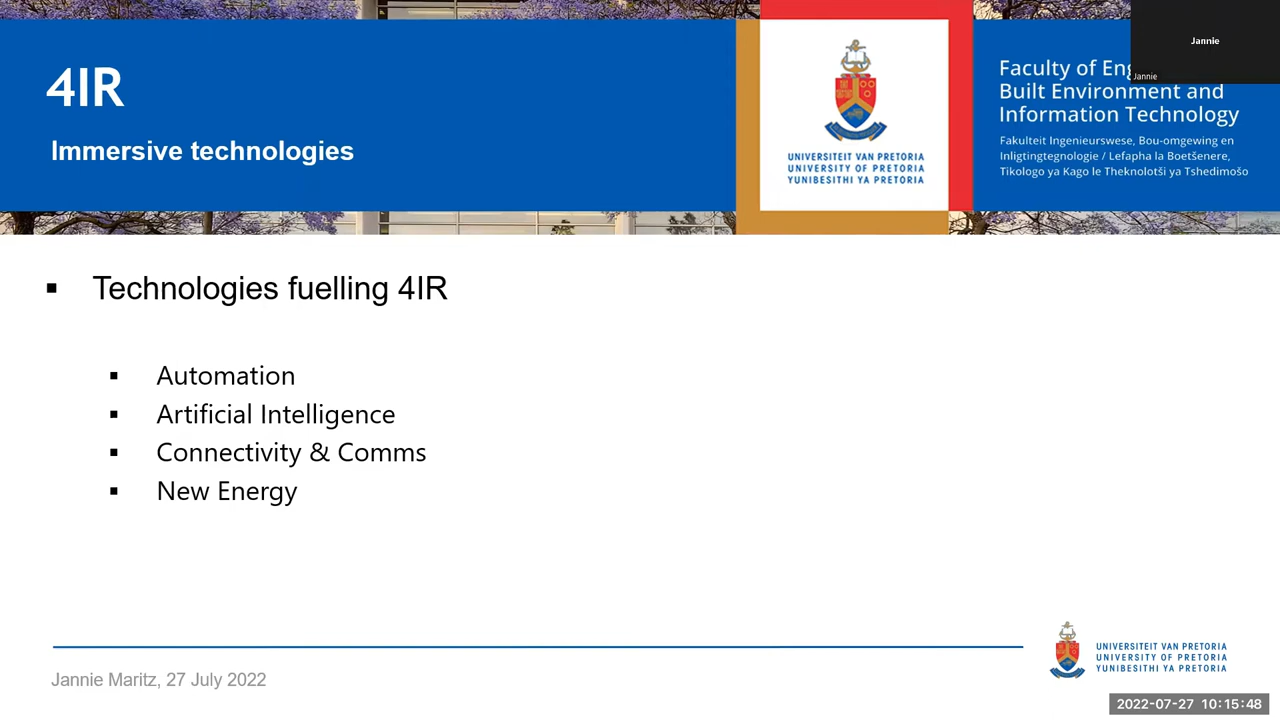 4IR
Immersive technologies
UNIVERSITEIT VAN PRETORIA
UNIVERSITY OF PRETORIA
YUNIBESITHI YA PRETORIA
Faculty of Eng
Built Environment and
Information Technology
Fakulteit Ingenieurswese, Bou-omgewing en
Inligtingtegnologie / Lefapha la Boetšenere,
Tikologo ya Kago le Theknolotši ya Tshedimošo
Jannie
Jannie
▪ Technologies fuelling 4IR
▪ Automation
▪ Artificial Intelligence
▪ Connectivity & Comms
▪ New Energy
Jannie Maritz, 27 July 2022
UNIVERSITEIT VAN PRETORIA
UNIVERSITY OF PRETORIA
YUNIBESITHI YA PRETORIA
2022-07-27 10:15:48